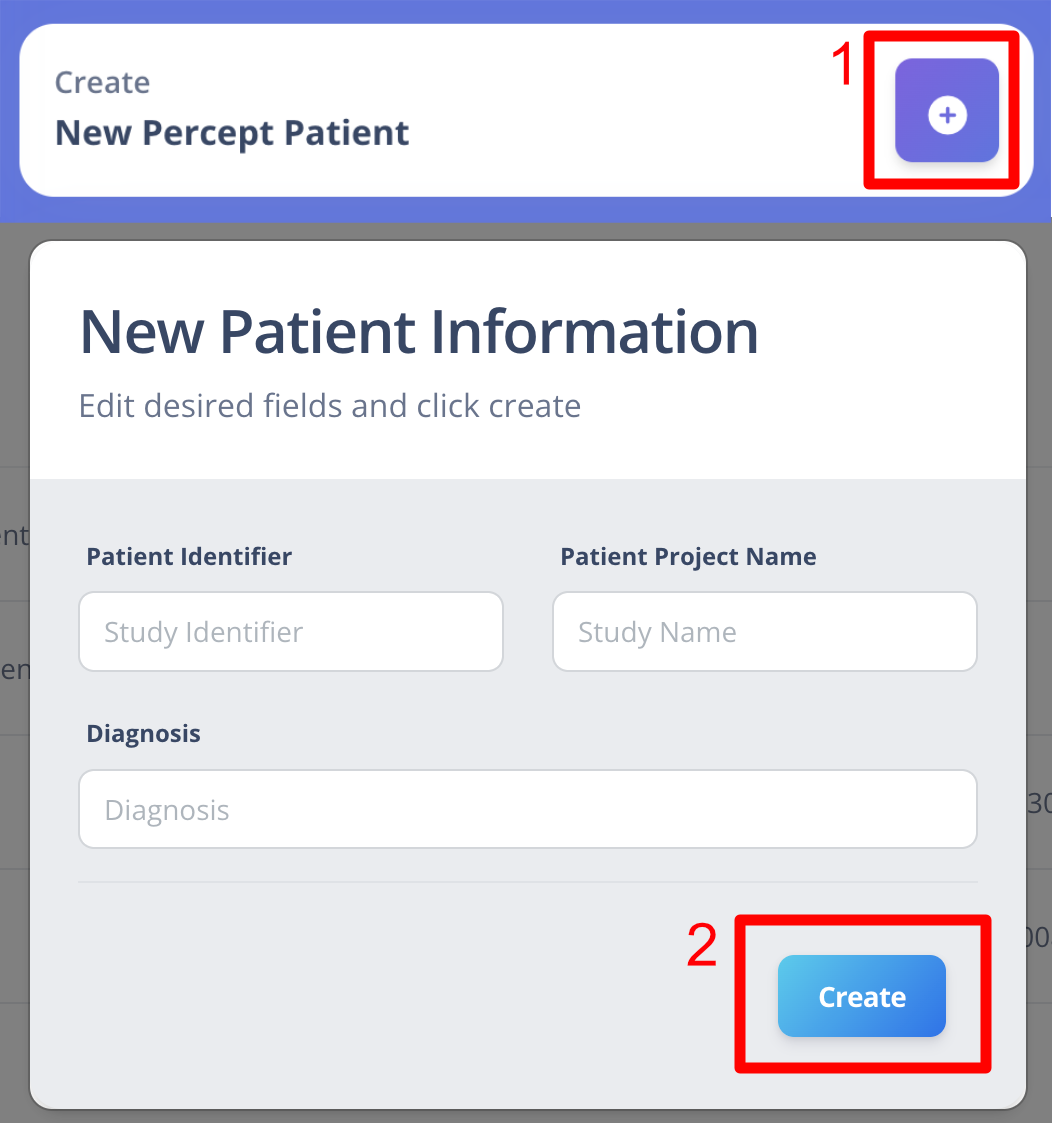 Create
New Percept Patient
1
New Patient Information
Edit desired fields and click create
Patient Identifier
Patient Project Name
Study Identifier
Study Name
Diagnosis
Diagnosis
2
Create